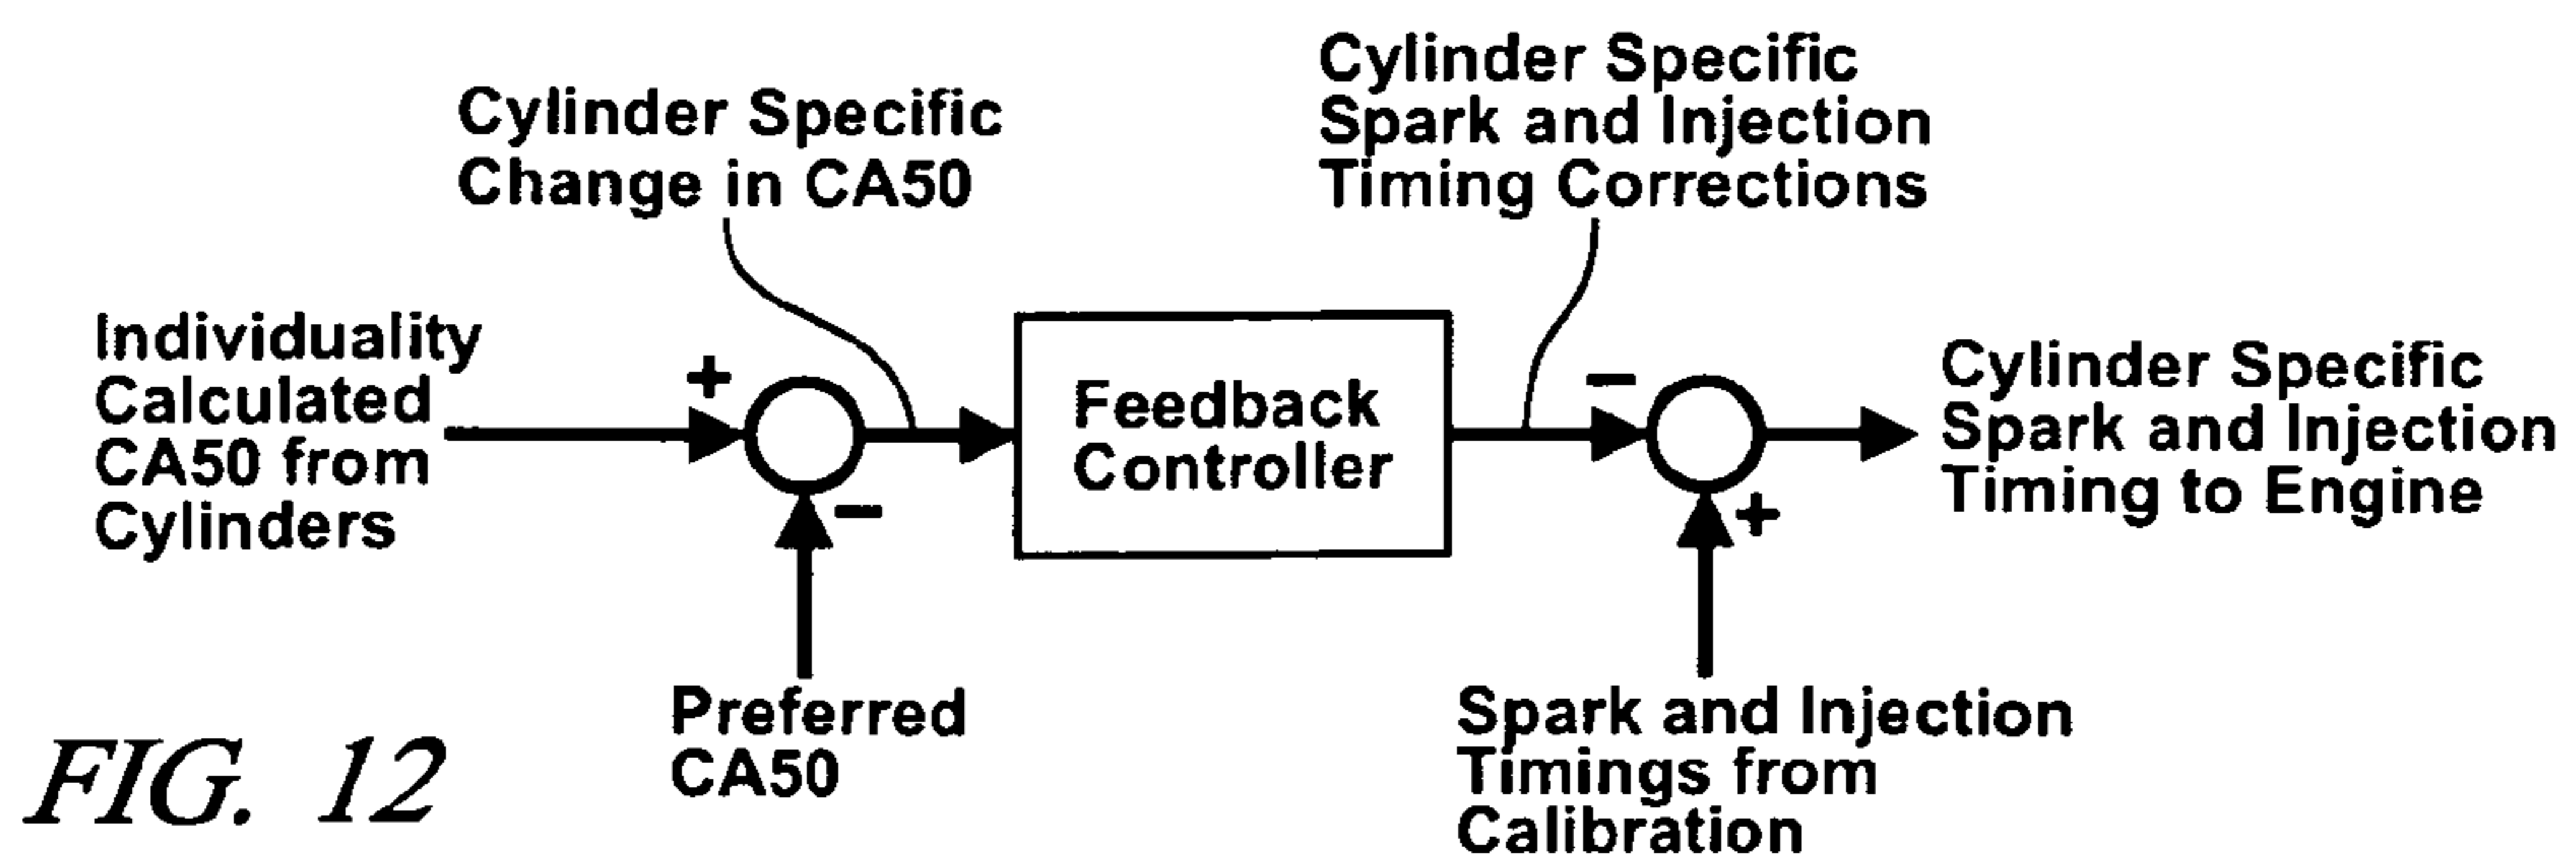 Cylinder Specific
Change in CA50
Cylinder Specific
Spark and Injection
Timing Corrections
Individuality
Calculated
CA50 from
Cylinders
+
−
Feedback
Controller
−
+
Cylinder Specific
Spark and Injection
Timing to Engine
Preferred
CA50
Spark and Injection
Timings from
Calibration
FIG. 12